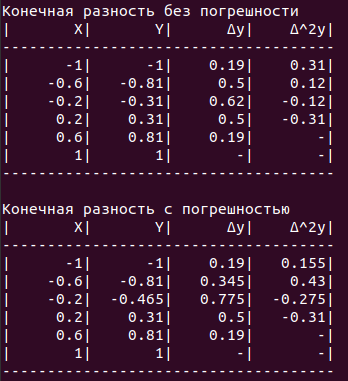 Конечная разность без погрешности
| X| Y| Δy| Δ^2y|
-------------------------------------
| -1| -1| 0.19| 0.31|
| -0.6| -0.81| 0.5| 0.12|
| -0.2| -0.31| 0.62| -0.12|
| 0.2| 0.31| 0.5| -0.31|
| 0.6| 0.81| 0.19| -|
| 1| 1| -| -|
-------------------------------------
Конечная разность с погрешностью
| X| Y| Δy| Δ^2y|
-------------------------------------
| -1| -1| 0.19| 0.155|
| -0.6| -0.81| 0.345| 0.43|
| -0.2| -0.465| 0.775| -0.275|
| 0.2| 0.31| 0.5| -0.31|
| 0.6| 0.81| 0.19| -|
| 1| 1| -| -|
-------------------------------------